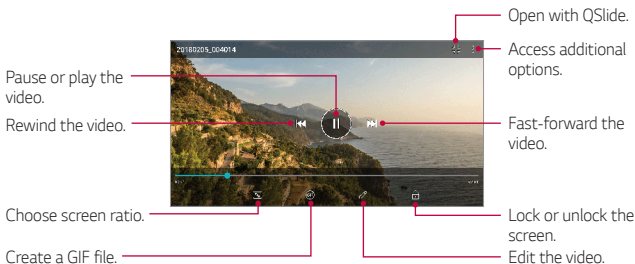 Open with QSlide.
20180205_004014
Access additional
options.
Pause or play the
video.
Rewind the video.
Fast-forward the
video.
GIF
Choose screen ratio.
Lock or unlock the
screen.
Create a GIF file.
Edit the video.